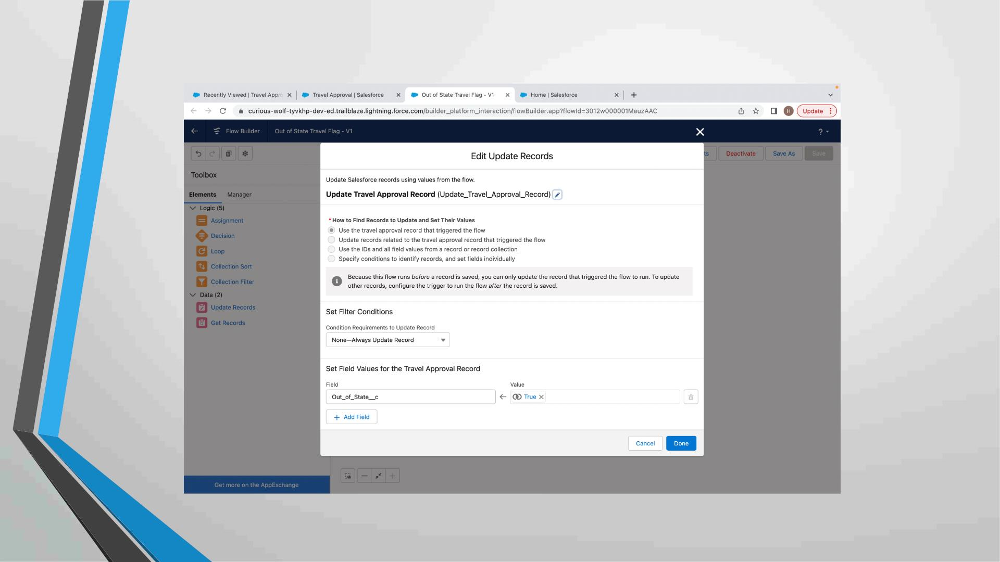 Recently Viewed | Travel Appro
Travel Approval | Salesforce
Out of State Travel Flag - V1
Home | Salesforce
curious-wolf-tyvkhp-dev-ed.trailblaze.lightning.force.com/builder_platform_interaction/flowBuilder.app?flowId=3012w000001MeuzAAC
H
Update
Flow Builder
Out of State Travel Flag - V1
?
ts
Deactivate
Save As
Save
Toolbox
Elements
Manager
Logic (5)
Assignment
Decision
Loop
Collection Sort
Collection Filter
Data (2)
Update Records
Get Records
Get more on the AppExchange
Edit Update Records
Update Salesforce records using values from the flow.
Update Travel Approval Record (Update_Travel_Approval_Record)
* How to Find Records to Update and Set Their Values
Use the travel approval record that triggered the flow
Update records related to the travel approval record that triggered the flow
Use the IDs and all field values from a record or record collection
Specify conditions to identify records, and set fields individually
Because this flow runs before a record is saved, you can only update the record that triggered the flow to run. To update
other records, configure the trigger to run the flow after the record is saved.
Set Filter Conditions
Condition Requirements to Update Record
None—Always Update Record
Set Field Values for the Travel Approval Record
Field
Value
Out_of_State__c
True
Add Field
Cancel
Done